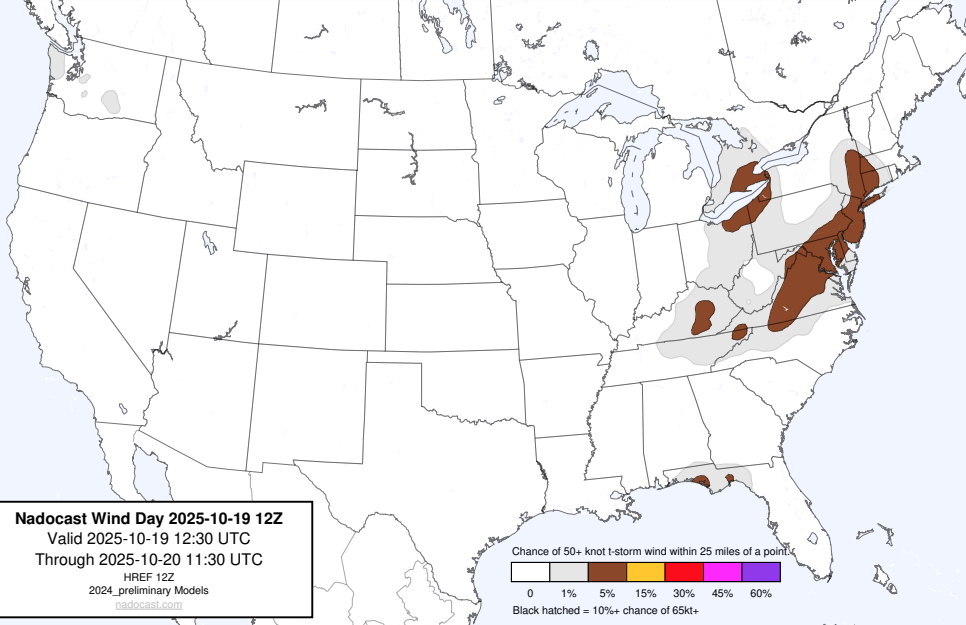 Nadocast Wind Day 2025-10-19 12Z
Valid 2025-10-19 12:30 UTC
Through 2025-10-20 11:30 UTC
HREF 12Z
2024_preliminary Models
nadocast.com
Chance of 50+ knot t-storm wind within 25 miles of a point.
0 1% 5% 15% 30% 45% 60%
Black hatched = 10%+ chance of 65kt+